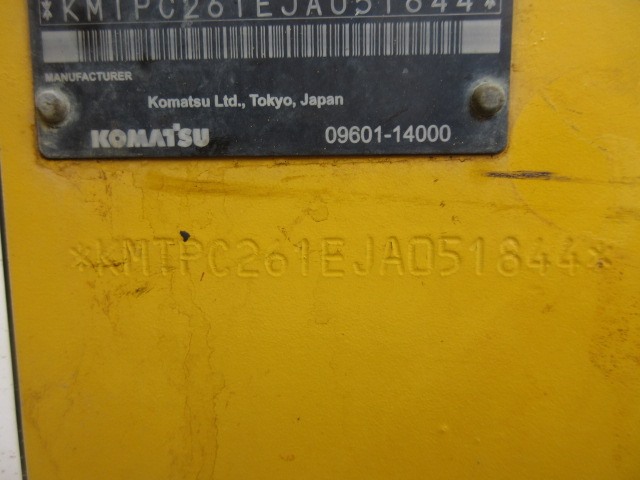 *KMTPC261EJA051844*
MANUFACTURER
Komatsu Ltd., Tokyo, Japan
KOMATSU 09601-14000
*KMTPC261EJA051844*